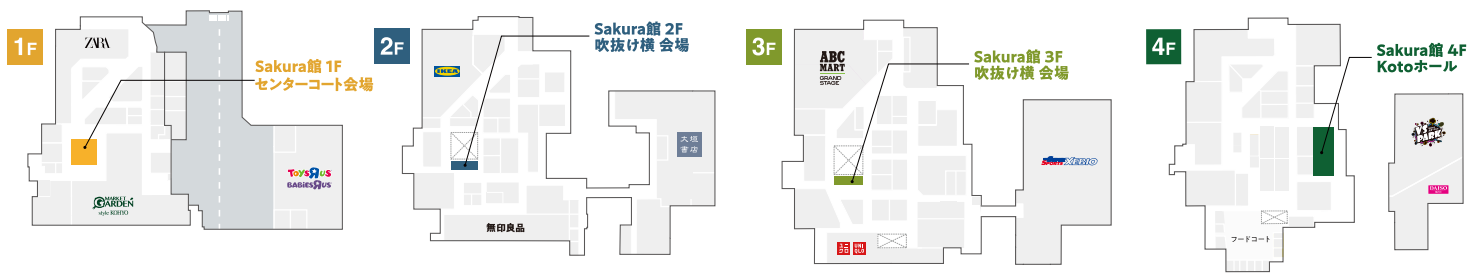 1F
ZARA
Sakura館 1F
センターコート会場
TOYSЯUS
BABIESЯUS
MARKET
GARDEN
style KOHYO
2F
Sakura館 2F
吹抜け横 会場
IKEA
大垣
書店
無印良品
3F
ABC
MART
GRAND
STAGE
Sakura館 3F
吹抜け横 会場
SPORTS XEBIO
ユニ
クロ
UNI
QLO
4F
Sakura館 4F
Kotoホール
PARK
DAISO
フードコート